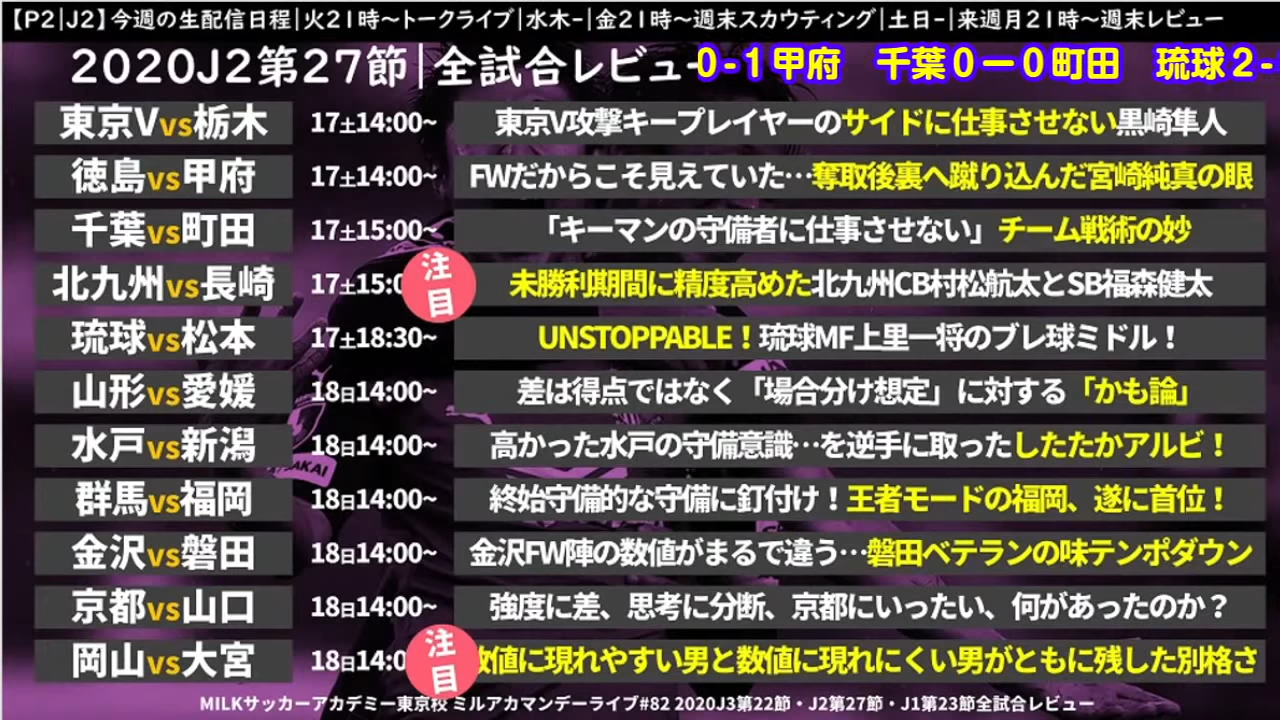 【P2|J2】今週の生配信日程|火21時～トークライブ|水木-|金21時～週末スカウティング|土日-|来週月21時～週末レビュー
2020J2第27節|全試合レビュー
0-1甲府　千葉０ー０町田　琉球２-
東京Vvs栃木 17土14:00~ 東京V攻撃キープレイヤーのサイドに仕事させない黒崎隼人
徳島vs甲府 17土14:00~ FWだからこそ見えていた…奪取後裏へ蹴り込んだ宮崎純真の眼
千葉vs町田 17土15:00~ 「キーマンの守備者に仕事させない」チーム戦術の妙
北九州vs長崎 17土15:0 注目 未勝利期間に精度高めた北九州CB村松航太とSB福森健太
琉球vs松本 17土18:30~ UNSTOPPABLE！琉球MF上里一将のブレ球ミドル！
山形vs愛媛 18日14:00~ 差は得点ではなく「場合分け想定」に対する「かも論」
水戸vs新潟 18日14:00~ 高かった水戸の守備意識…を逆手に取ったしたたかアルビ！
群馬vs福岡 18日14:00~ 終始守備的な守備に釘付け！王者モードの福岡、遂に首位！
金沢vs磐田 18日14:00~ 金沢FW陣の数値がまるで違う…磐田ベテランの味テンポダウン
京都vs山口 18日14:00~ 強度に差、思考に分断、京都にいったい、何があったのか？
岡山vs大宮 18日14:0 注目 数値に現れやすい男と数値に現れにくい男がともに残した別格さ
MILKサッカーアカデミー東京校 ミルアカマンデーライブ#82 2020J3第22節・J2第27節・J1第23節全試合レビュー
SAKAI